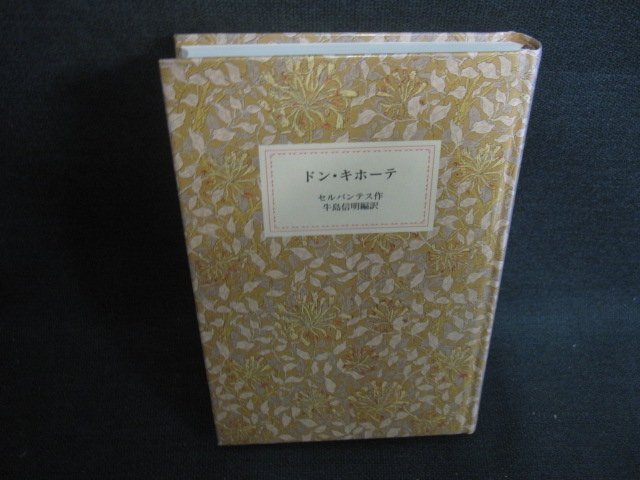 ドン・キホーテ
セルバンテス作
牛島信明編訳